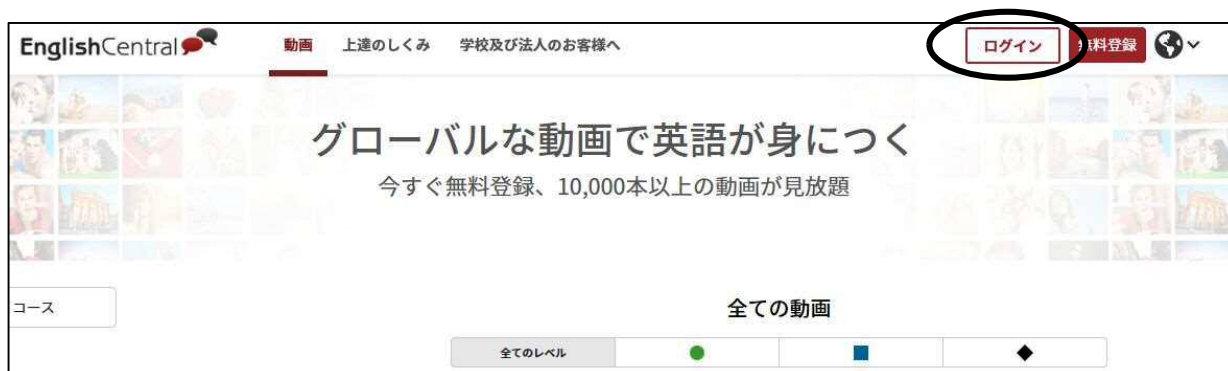 EnglishCentral 動画 上達のしくみ 学校及び法人のお客様へ ログイン 無料登録
グローバルな動画で英語が身につく
今すぐ無料登録、10,000本以上の動画が見放題
コース
全ての動画
全てのレベル